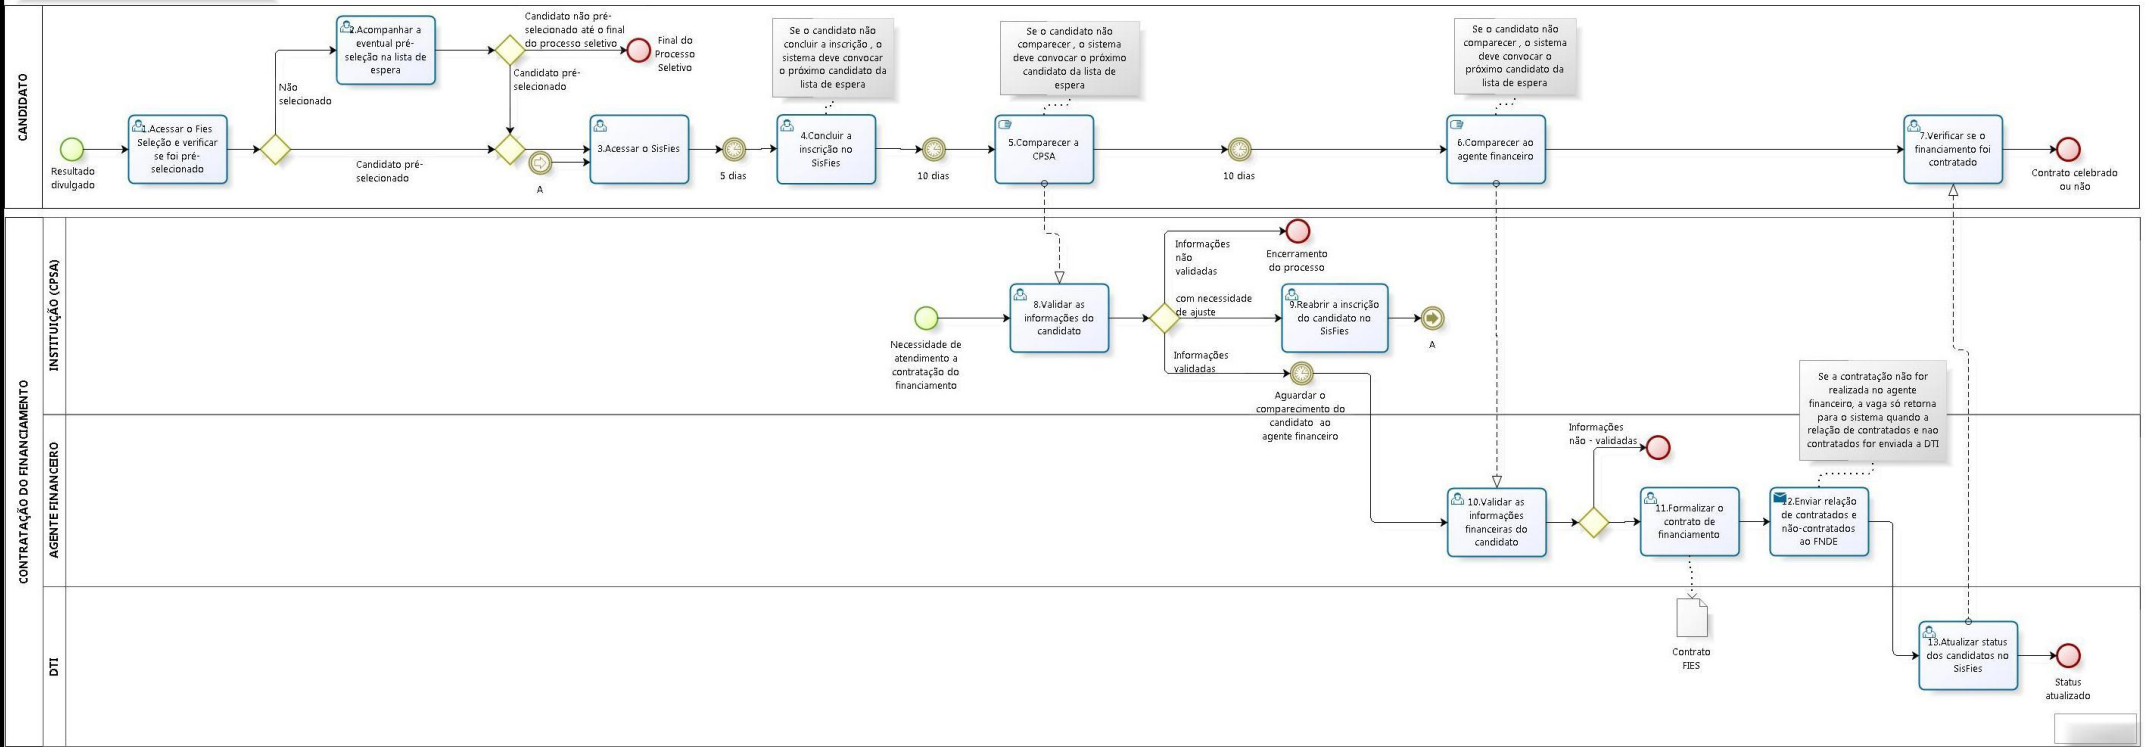 CANDIDATO
Resultado
divulgado
1.Acessar o Fies
Seleção e verificar
se foi pré-
selecionado
Não
selecionado
2.Acompanhar a
eventual pré-
seleção na lista de
espera
Candidato não pré-
selecionado até o final
do processo seletivo
Final do
Processo
Seletivo
Candidato pré-
selecionado
Candidato pré-
selecionado
A
3.Acessar o SisFies
5 dias
Se o candidato não
concluir a inscrição , o
sistema deve convocar
o próximo candidato da
lista de espera
4.Concluir a
inscrição no
SisFies
10 dias
Se o candidato não
comparecer , o sistema
deve convocar o próximo
candidato da lista de
espera
5.Comparecer a
CPSA
10 dias
Se o candidato não
comparecer , o sistema
deve convocar o
próximo candidato da
lista de espera
6.Comparecer ao
agente financeiro
7.Verificar se o
financiamento foi
contratado
Contrato celebrado
ou não
CONTRATAÇÃO DO FINANCIAMENTO
INSTITUIÇÃO (CPSA)
Necessidade de
atendimento a
contratação do
financiamento
8.Validar as
informações do
candidato
Informações
não
validadas
Encerramento
do processo
com necessidade
de ajuste
9.Reabrir a inscrição
do candidato no
SisFies
A
Informações
validadas
Aguardar o
comparecimento do
candidato ao
agente financeiro
AGENTE FINANCEIRO
10.Validar as
informações
financeiras do
candidato
Informações
não - validadas
11.Formalizar o
contrato de
financiamento
Se a contratação não for
realizada no agente
financeiro, a vaga só retorna
para o sistema quando a
relação de contratados e nao
contratados for enviada a DTI
12.Enviar relação
de contratados e
não-contratados
ao FNDE
DTI
Contrato
FIES
13.Atualizar status
dos candidatos no
SisFies
Status
atualizado